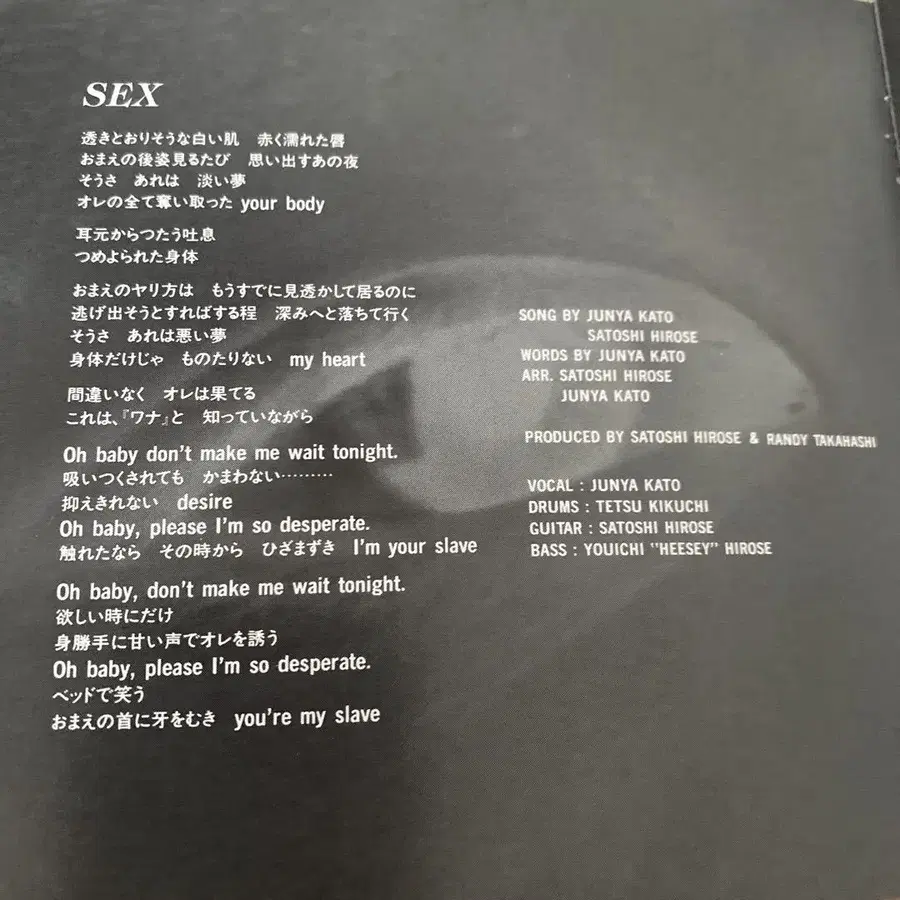 SEX
透きとおりそうな白い肌　赤く濡れた唇
おまえの後姿見るたび　思い出すあの夜
そうさ　あれは　淡い夢
オレの全て奪い取った your body
耳元からつたう吐息
つめよられた身体
おまえのヤリ方は　もうすでに見透かして居るのに
逃げ出そうとすればする程　深みへと落ちて行く
そうさ　あれは悪い夢
身体だけじゃ　ものたりない　my heart
間違いなく　オレは果てる
これは、『ワナ』と　知っていながら
Oh baby don't make me wait tonight.
吸いつくされても　かまわない………
抑えきれない　desire
Oh baby, please I'm so desperate.
触れたなら　その時から　ひざまずき　I'm your slave
Oh baby, don't make me wait tonight.
欲しい時にだけ
身勝手に甘い声でオレを誘う
Oh baby, please I'm so desperate.
ベッドで笑う
おまえの首に牙をむき　you're my slave
SONG BY JUNYA KATO
SATOSHI HIROSE
WORDS BY JUNYA KATO
ARR. SATOSHI HIROSE
JUNYA KATO
PRODUCED BY SATOSHI HIROSE & RANDY TAKAHASHI
VOCAL : JUNYA KATO
DRUMS : TETSU KIKUCHI
GUITAR : SATOSHI HIROSE
BASS : YOUICHI "HEESEY" HIROSE